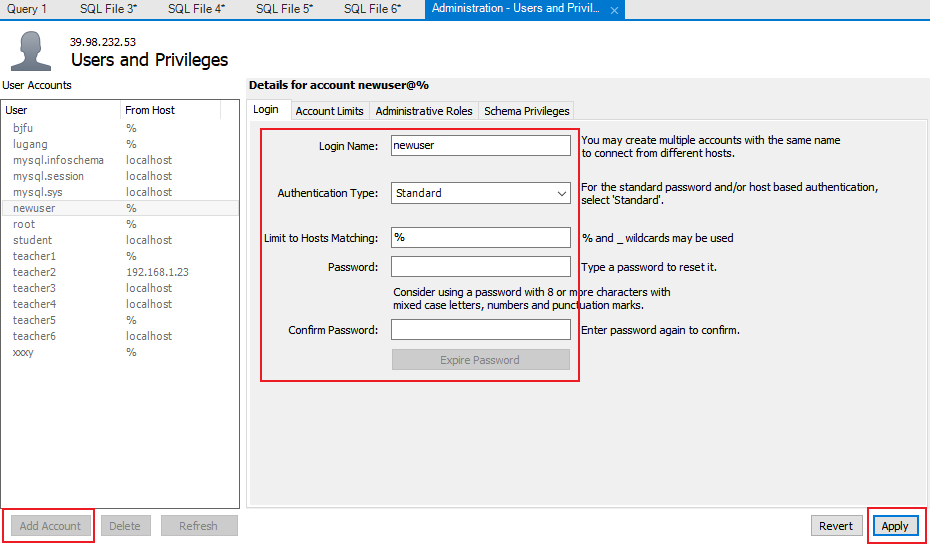 Query 1 SQL File 3* SQL File 4* SQL File 5* SQL File 6* Administration - Users and Privil...
39.98.232.53
Users and Privileges
User Accounts
User From Host
bjfu %
lugang %
mysql.infoschema localhost
mysql.session localhost
mysql.sys localhost
newuser %
root %
student localhost
teacher1 %
teacher2 192.168.1.23
teacher3 localhost
teacher4 localhost
teacher5 %
teacher6 localhost
xxxy %
Add Account Delete Refresh
Details for account newuser@%
Login Account Limits Administrative Roles Schema Privileges
Login Name: newuser You may create multiple accounts with the same name
to connect from different hosts.
Authentication Type: Standard For the standard password and/or host based authentication,
select 'Standard'.
Limit to Hosts Matching: % % and _ wildcards may be used
Password: Type a password to reset it.
Consider using a password with 8 or more characters with
mixed case letters, numbers and punctuation marks.
Confirm Password: Enter password again to confirm.
Expire Password
Revert Apply